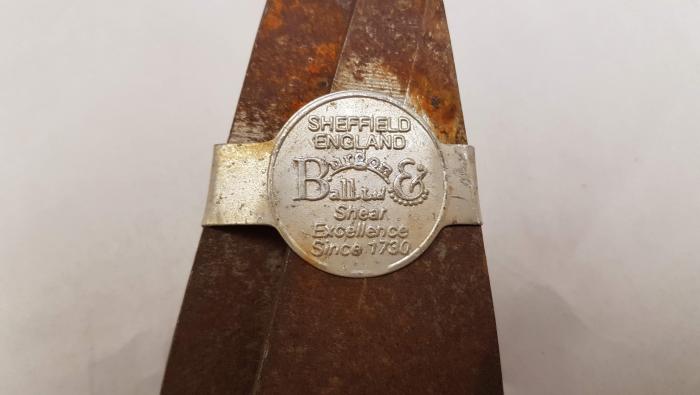 SHEFFIELD
ENGLAND
Burgon &
Ball Ltd
Shear
Excellence
Since 1730